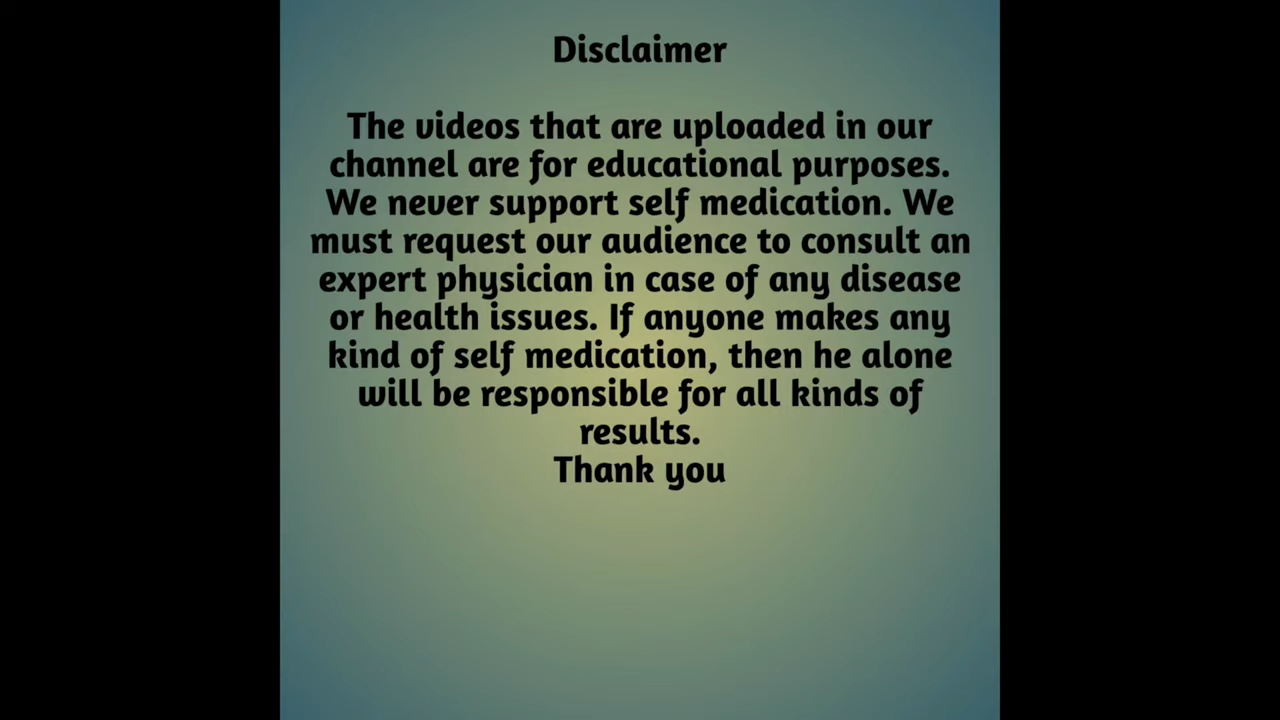 Disclaimer
The videos that are uploaded in our
channel are for educational purposes.
We never support self medication. We
must request our audience to consult an
expert physician in case of any disease
or health issues. If anyone makes any
kind of self medication, then he alone
will be responsible for all kinds of
results.
Thank you